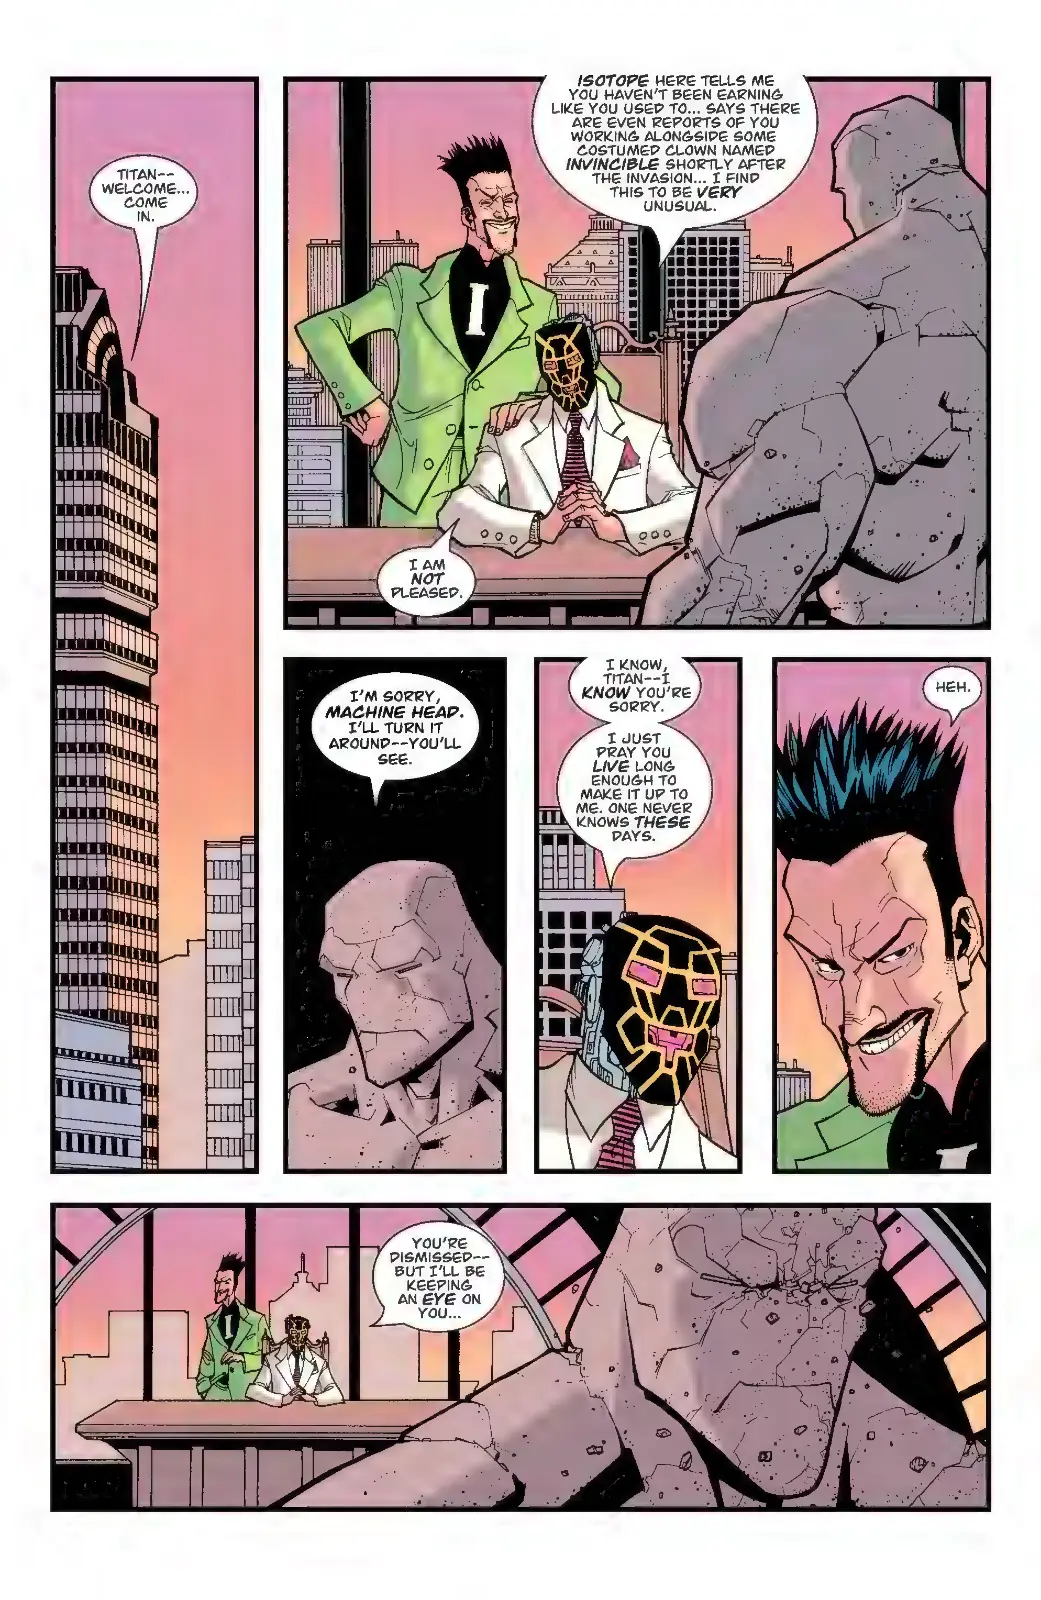 TITAN--
WELCOME...
COME
IN.
ISOTOPE HERE TELLS ME
YOU HAVEN'T BEEN EARNING
LIKE YOU USED TO... SAYS THERE
ARE EVEN REPORTS OF YOU
WORKING ALONGSIDE SOME
COSTUMED CLOWN NAMED
INVINCIBLE SHORTLY AFTER
THE INVASION... I FIND
THIS TO BE VERY
UNUSUAL.
I
I AM
NOT
PLEASED.
I'M SORRY,
MACHINE HEAD.
I'LL TURN IT
AROUND--YOU'LL
SEE.
I KNOW,
TITAN--I
KNOW YOU'RE
SORRY.
I JUST
PRAY YOU
LIVE LONG
ENOUGH TO
MAKE IT UP TO
ME. ONE NEVER
KNOWS THESE
DAYS.
HEH.
I
YOU'RE
DISMISSED--
BUT I'LL BE
KEEPING
AN EYE ON
YOU...
I